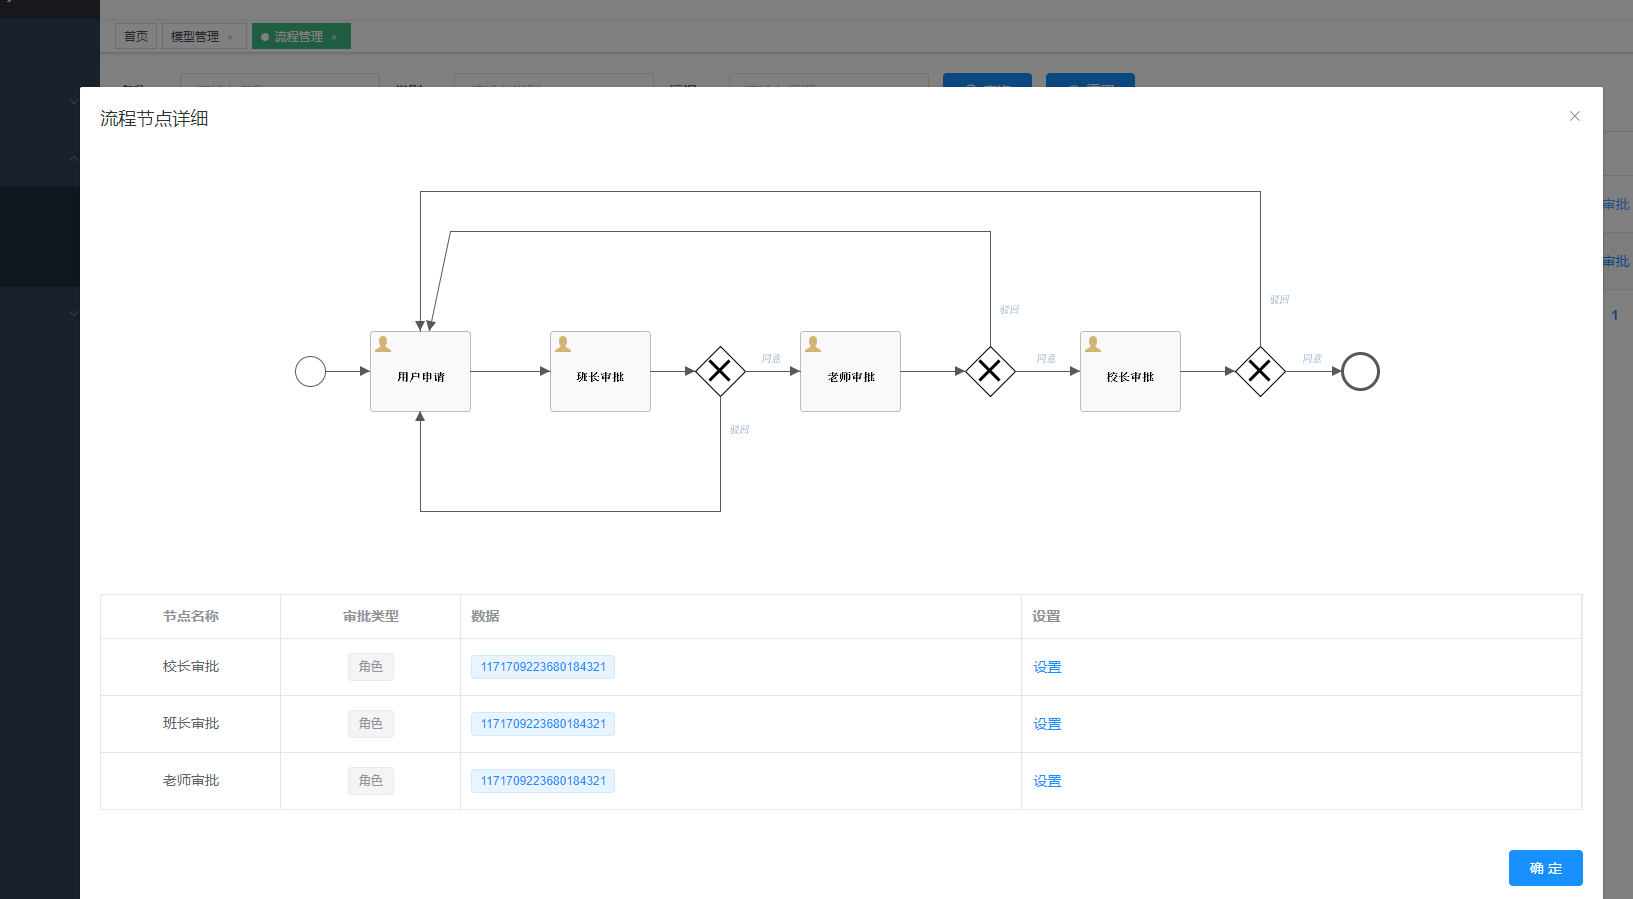 首页 模型管理 × 流程管理 ×
流程节点详细
审批
审批
1
驳回
驳回
用户申请
班长审批
同意
老师审批
同意
校长审批
同意
驳回
节点名称 审批类型 数据 设置
校长审批 角色 1171709223680184321 设置
班长审批 角色 1171709223680184321 设置
老师审批 角色 1171709223680184321 设置
确 定